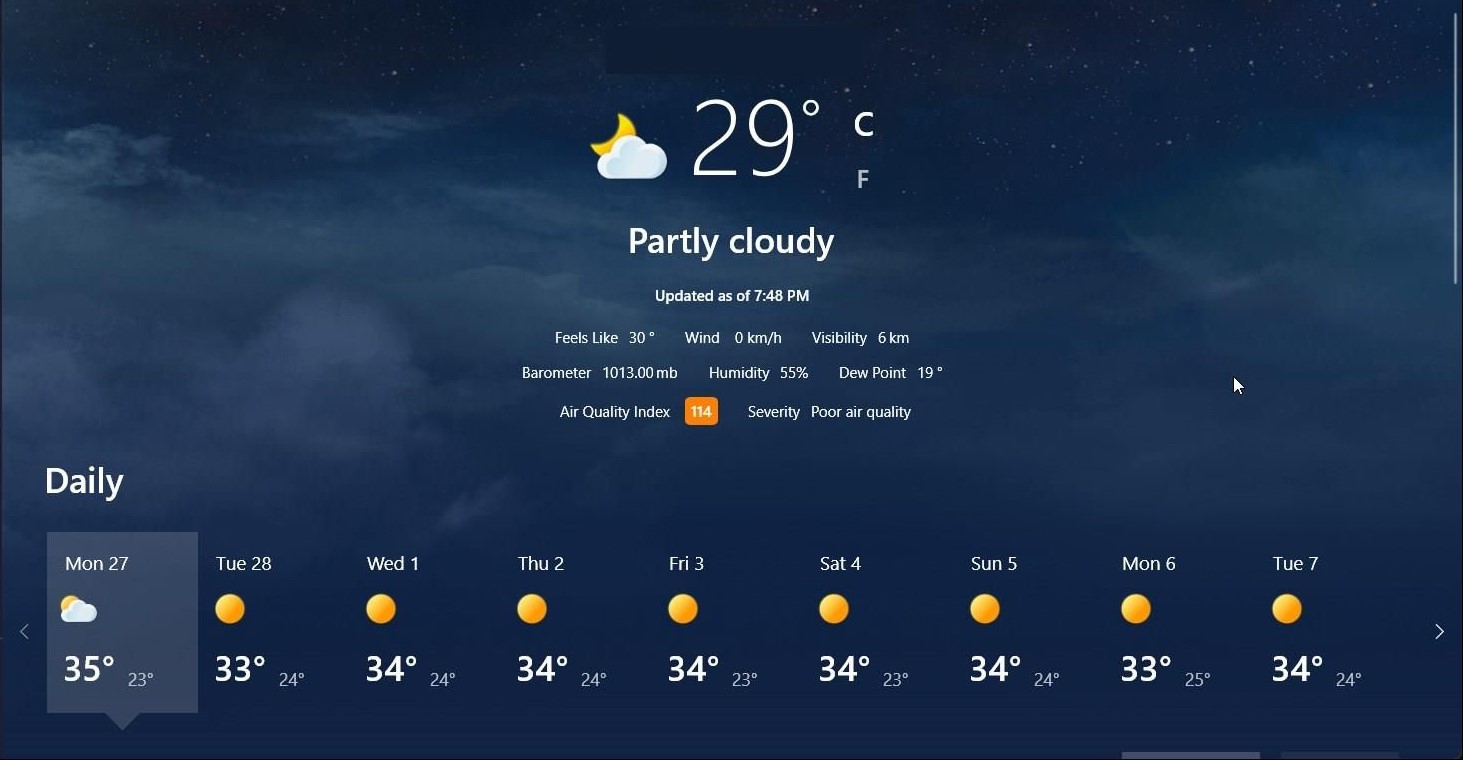 29° C
F
Partly cloudy
Updated as of 7:48 PM
Feels Like 30 ° Wind 0 km/h Visibility 6 km
Barometer 1013.00 mb Humidity 55% Dew Point 19 °
Air Quality Index 114 Severity Poor air quality
Daily
Mon 27 Tue 28 Wed 1 Thu 2 Fri 3 Sat 4 Sun 5 Mon 6 Tue 7
35° 23° 33° 24° 34° 24° 34° 24° 34° 23° 34° 23° 34° 24° 33° 25° 34° 24°